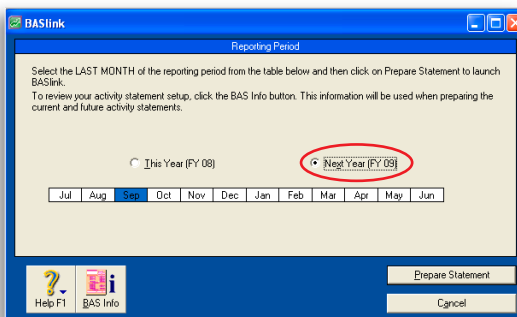 BASlink
Reporting Period
Select the LAST MONTH of the reporting period from the table below and then click on Prepare Statement to launch
BASlink.
To review your activity statement setup, click the BAS Info button. This information will be used when preparing the
current and future activity statements.
This Year (FY 08) Next Year (FY 09)
Jul Aug Sep Oct Nov Dec Jan Feb Mar Apr May Jun
Help F1 BAS Info Prepare Statement
Cancel